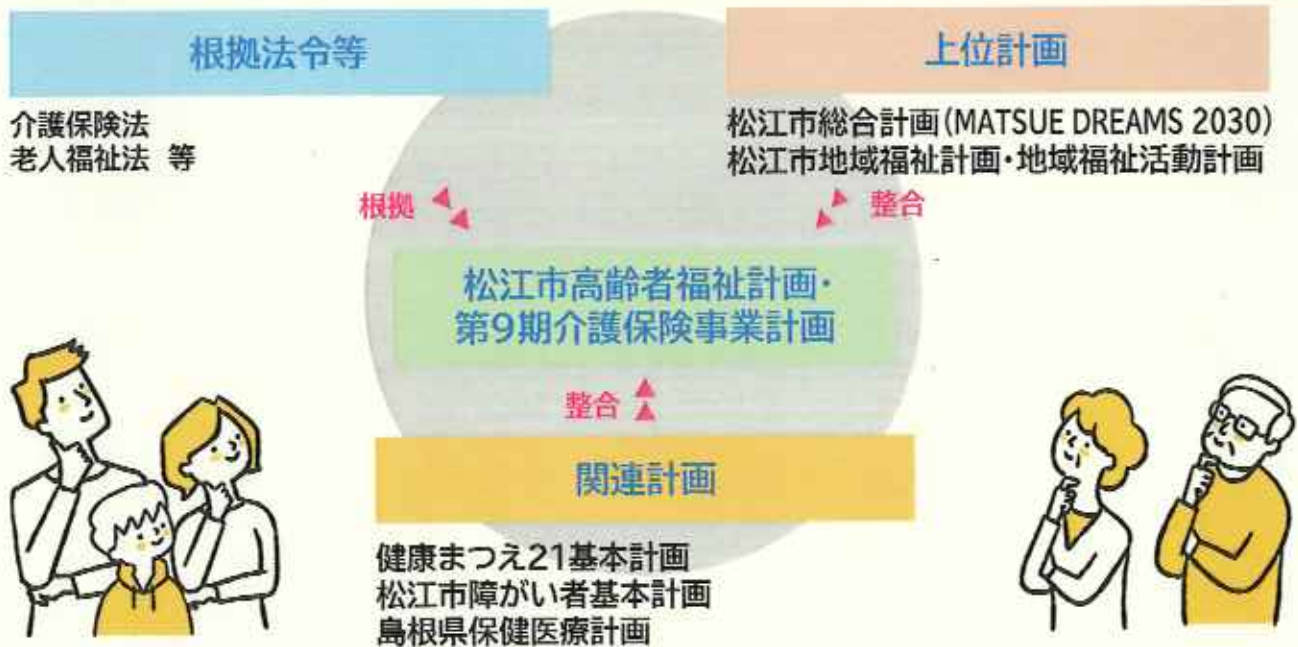 根拠法令等
介護保険法
老人福祉法 等
上位計画
松江市総合計画(MATSUE DREAMS 2030)
松江市地域福祉計画・地域福祉活動計画
根拠
整合
松江市高齢者福祉計画・
第9期介護保険事業計画
整合
関連計画
健康まつえ21基本計画
松江市障がい者基本計画
島根県保健医療計画